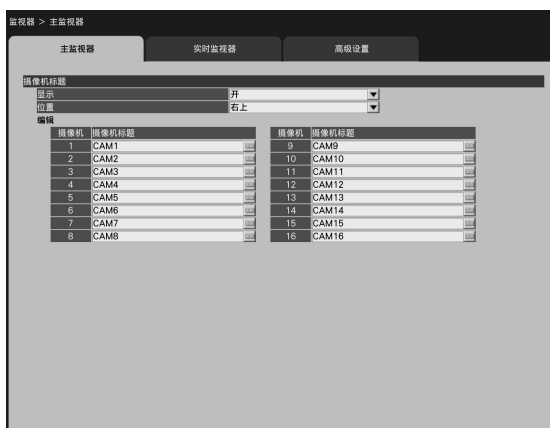 监视器 > 主监视器
主监视器 实时监视器 高级设置
摄像机标题
显示 开
位置 右上
编辑
摄像机 摄像机标题 摄像机 摄像机标题
1 CAM1 9 CAM9
2 CAM2 10 CAM10
3 CAM3 11 CAM11
4 CAM4 12 CAM12
5 CAM5 13 CAM13
6 CAM6 14 CAM14
7 CAM7 15 CAM15
8 CAM8 16 CAM16